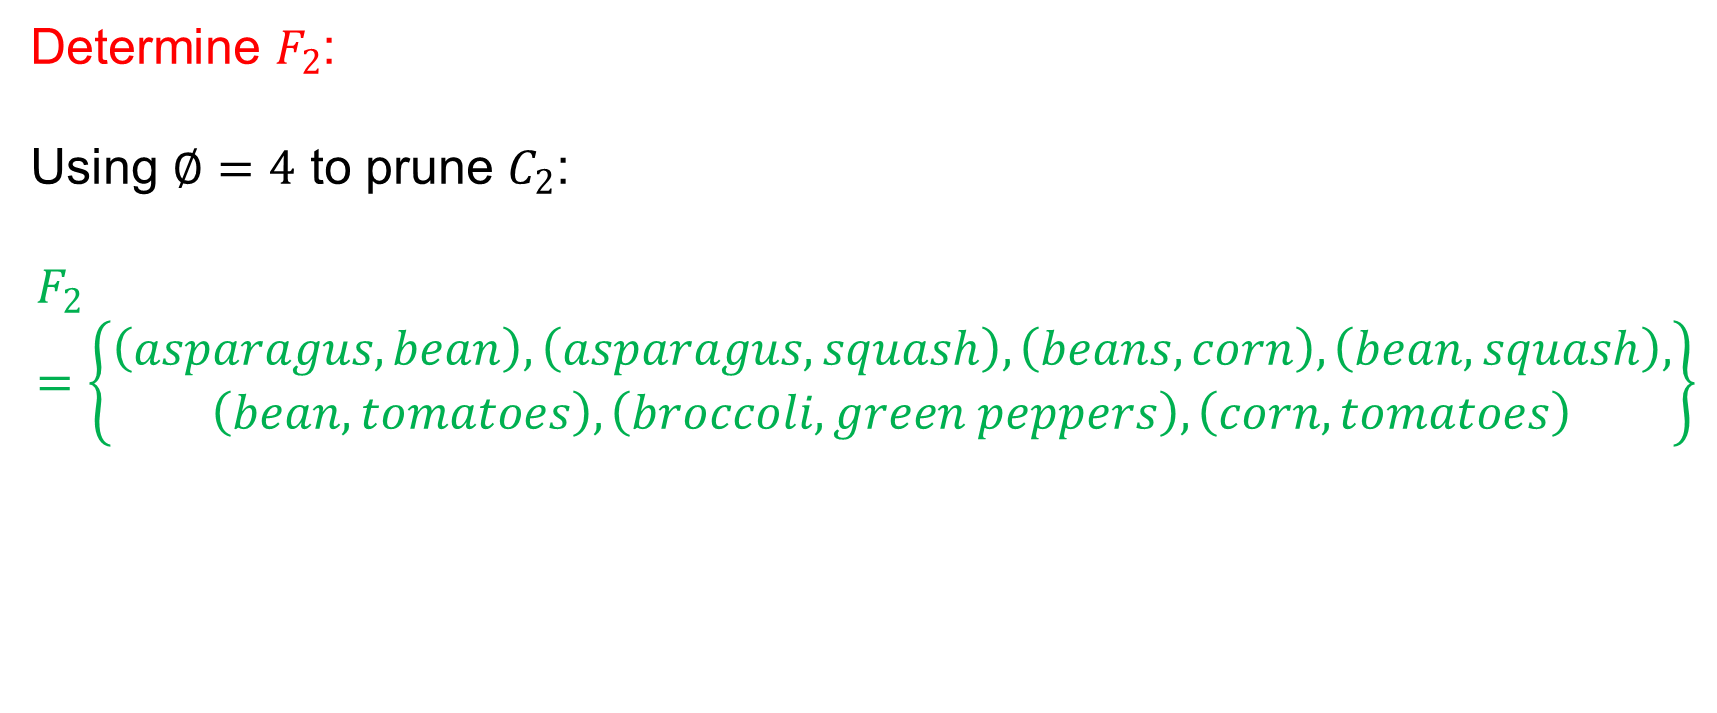 Determine F₂:
Using ∅ = 4 to prune C₂:
F₂
= {(asparagus, bean), (asparagus, squash), (beans, corn), (bean, squash),
(bean, tomatoes), (broccoli, green peppers), (corn, tomatoes)}